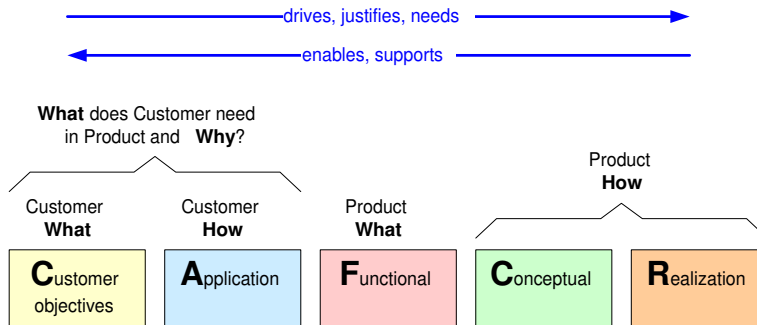 drives, justifies, needs
enables, supports
What does Customer need
in Product and Why?
Product
How
Customer
What
Customer
How
Product
What
Customer
objectives
Application
Functional
Conceptual
Realization